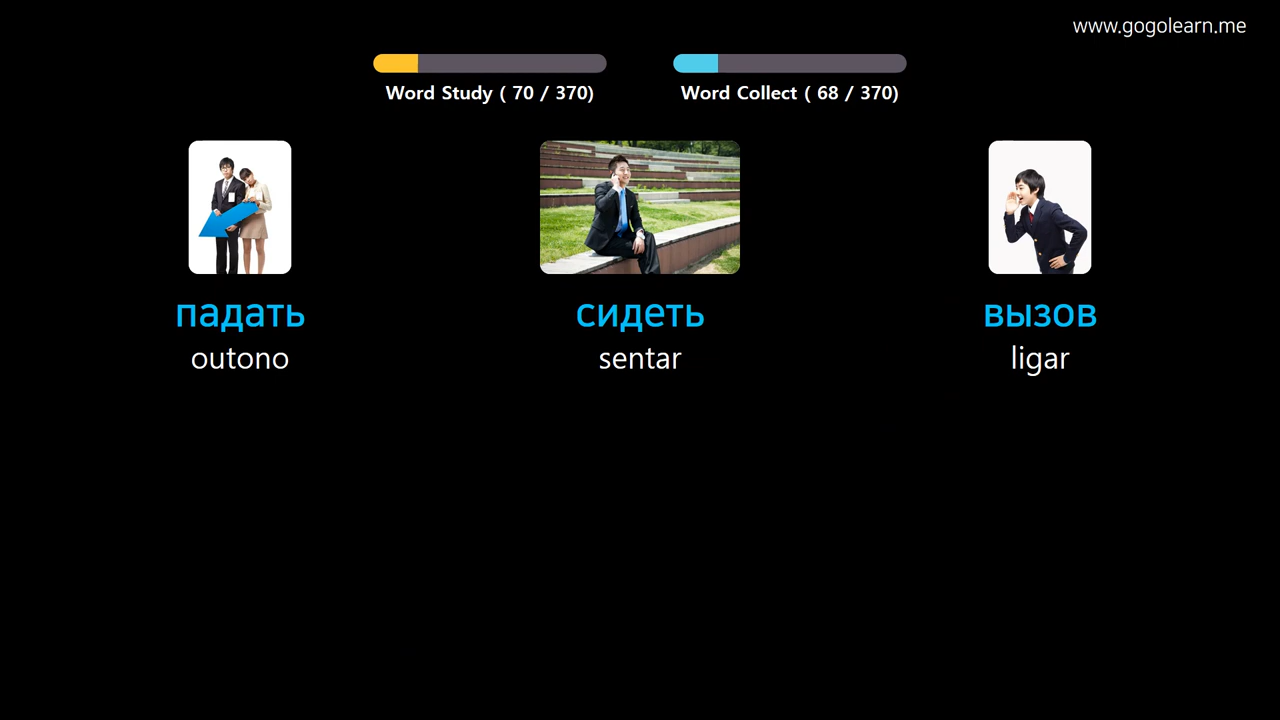 www.gogolearn.me
Word Study ( 70 / 370)
Word Collect ( 68 / 370)
падать
сидеть
вызов
outono
sentar
ligar